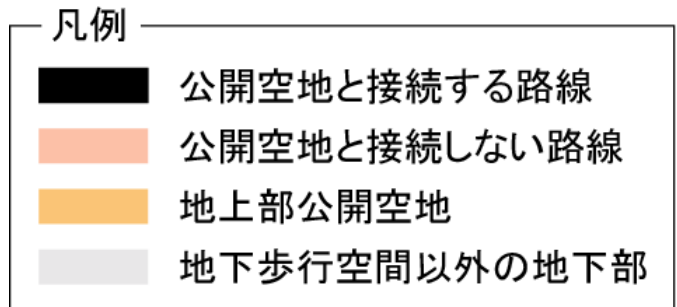 凡例
公開空地と接続する路線
公開空地と接続しない路線
地上部公開空地
地下歩行空間以外の地下部